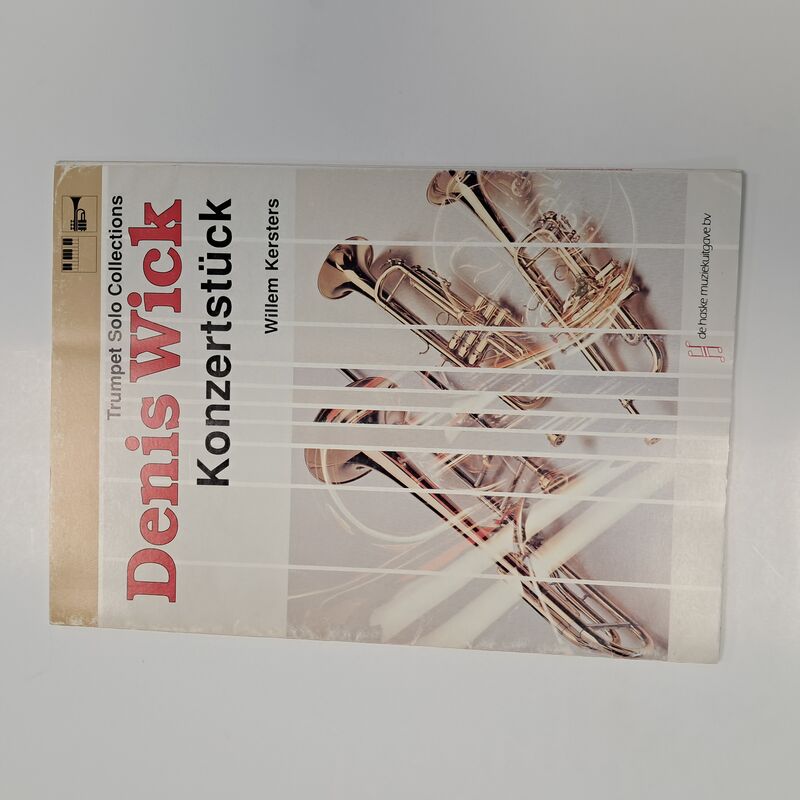 Trumpet Solo Collections
Denis Wick
Konzertstück
Willem Kersters
de haske muziekuitgave bv